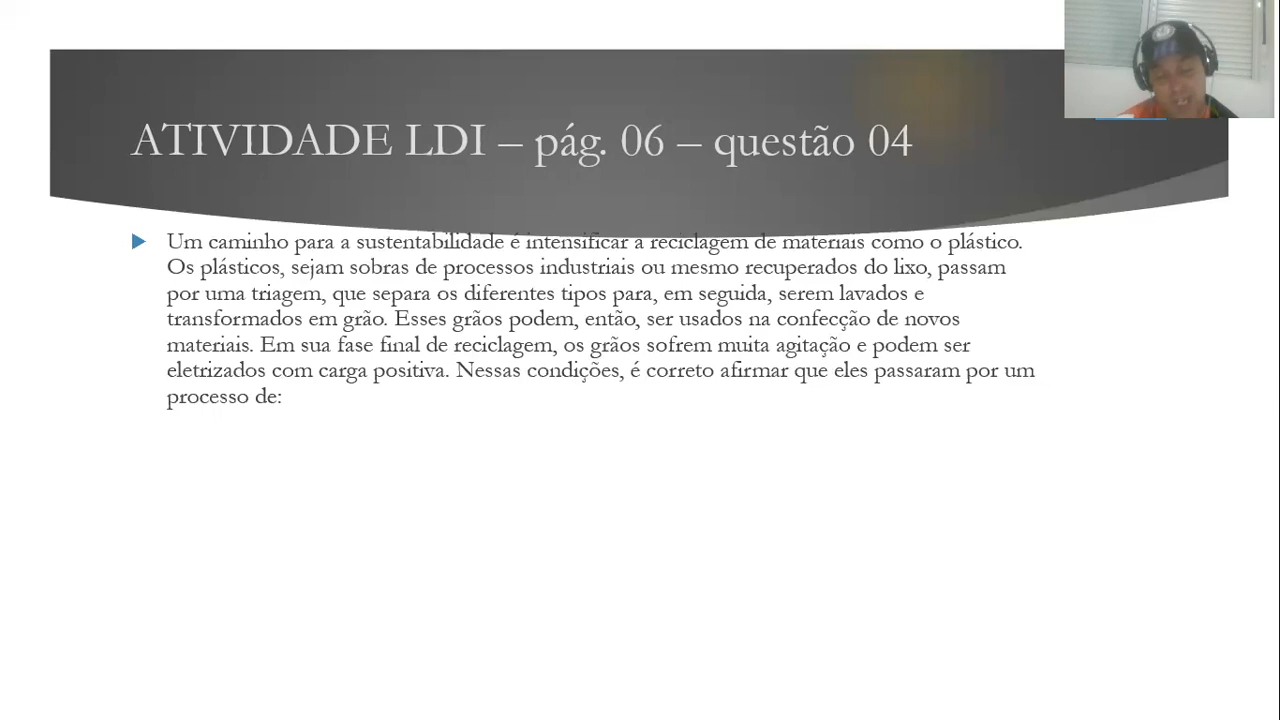 ATIVIDADE LDI – pág. 06 – questão 04
Um caminho para a sustentabilidade é intensificar a reciclagem de materiais como o plástico.
Os plásticos, sejam sobras de processos industriais ou mesmo recuperados do lixo, passam
por uma triagem, que separa os diferentes tipos para, em seguida, serem lavados e
transformados em grão. Esses grãos podem, então, ser usados na confecção de novos
materiais. Em sua fase final de reciclagem, os grãos sofrem muita agitação e podem ser
eletrizados com carga positiva. Nessas condições, é correto afirmar que eles passaram por um
processo de: